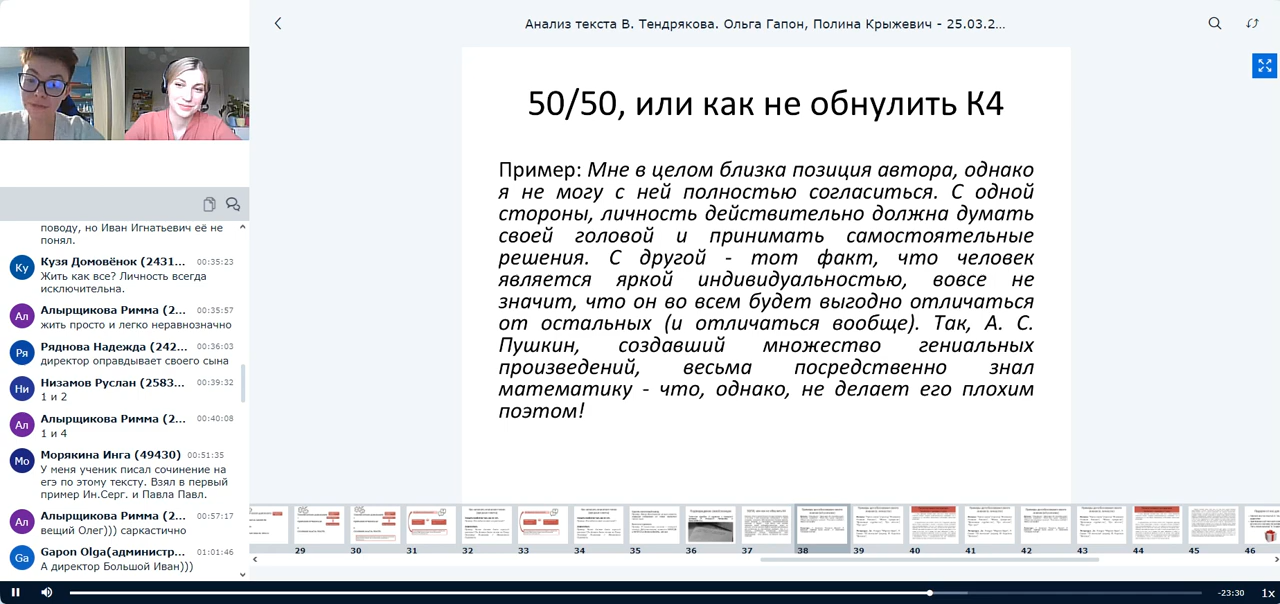 Анализ текста В. Тендрякова. Ольга Гапон, Полина Крыжевич - 25.03.2...
50/50, или как не обнулить К4
Пример: Мне в целом близка позиция автора, однако
я не могу с ней полностью согласиться. С одной
стороны, личность действительно должна думать
своей головой и принимать самостоятельные
решения. С другой - тот факт, что человек
является яркой индивидуальностью, вовсе не
значит, что он во всем будет выгодно отличаться
от остальных (и отличаться вообще). Так, А. С.
Пушкин, создавший множество гениальных
произведений, весьма посредственно знал
математику - что, однако, не делает его плохим
поэтом!
поводу, но Иван Игнатьевич её не
понял.
Ку
Кузя Домовёнок (2431... 00:35:23
Жить как все? Личность всегда
исключительна.
Ал
Алырщикова Римма (2... 00:35:57
жить просто и легко неравнозначно
Ря
Ряднова Надежда (242... 00:36:03
директор оправдывает своего сына
Ни
Низамов Руслан (2583... 00:39:32
1 и 2
Ал
Алырщикова Римма (2... 00:40:08
1 и 4
Мо
Морякина Инга (49430) 00:51:35
У меня ученик писал сочинение на
егэ по этому тексту. Взял в первый
пример Ин.Серг. и Павла Павл.
Ал
Алырщикова Римма (2... 00:57:17
вещий Олег))) саркастично
Ga
Gapon Olga(администр... 01:01:46
А директор Большой Иван)))
29 30 31 32 33 34 35 36 37 38 39 40 41 42 43 44 45 46
-23:30 1x